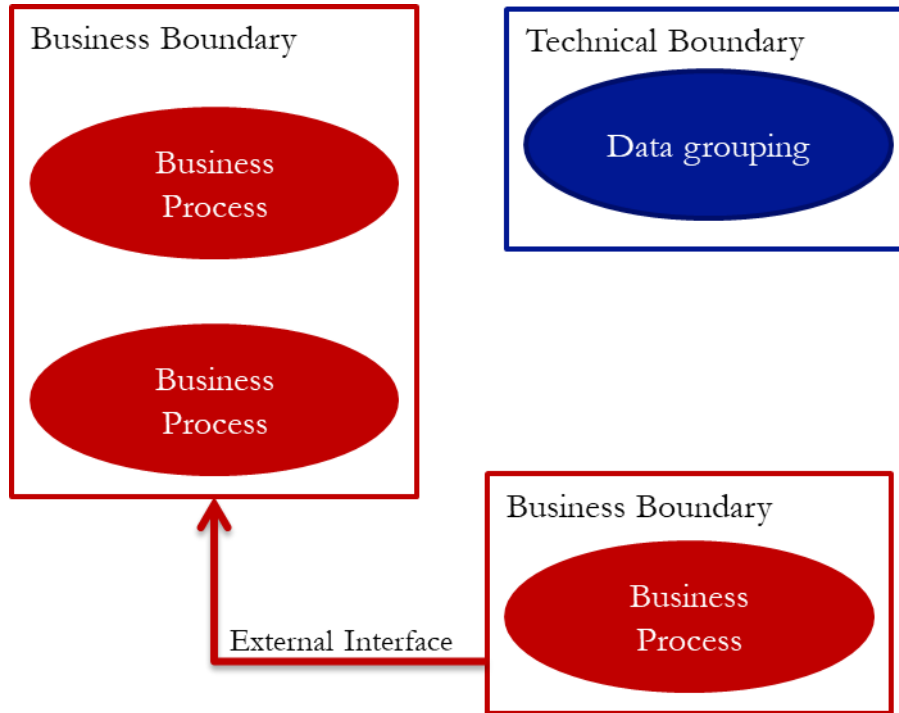 Business Boundary
Business
Process
Business
Process
Technical Boundary
Data grouping
External Interface
Business Boundary
Business
Process